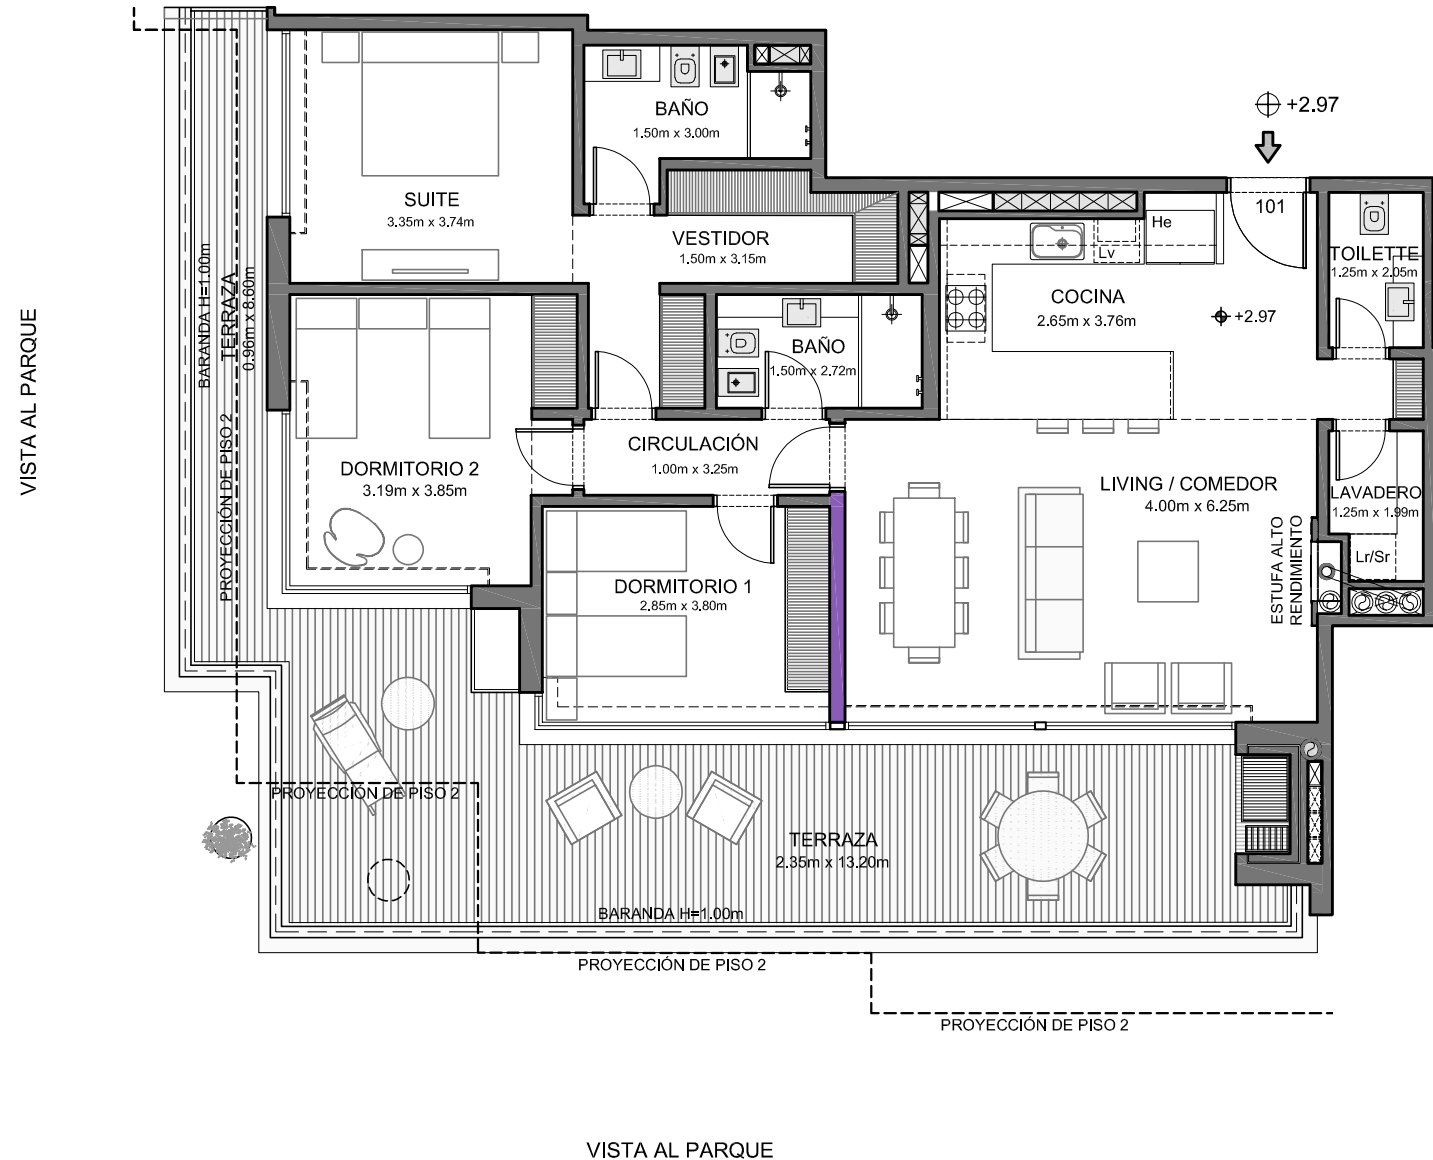 +2.97
101
BAÑO
1.50m x 3.00m
SUITE
3.35m x 3.74m
VESTIDOR
1.50m x 3.15m
He
Lv
TOILETTE
1.25m x 2.05m
COCINA
2.65m x 3.76m
+2.97
BAÑO
1.50m x 2.72m
BARANDA H=1.00m
TERRAZA
0.96m x 8.60m
PROYECCIÓN DE PISO 2
VISTA AL PARQUE
CIRCULACIÓN
1.00m x 3.25m
DORMITORIO 2
3.19m x 3.85m
LIVING / COMEDOR
4.00m x 6.25m
LAVADERO
1.25m x 1.99m
ESTUFA ALTO
RENDIMIENTO
Lr/Sr
DORMITORIO 1
2.85m x 3.80m
PROYECCIÓN DE PISO 2
TERRAZA
2.35m x 13.20m
BARANDA H=1.00m
PROYECCIÓN DE PISO 2
PROYECCIÓN DE PISO 2
VISTA AL PARQUE